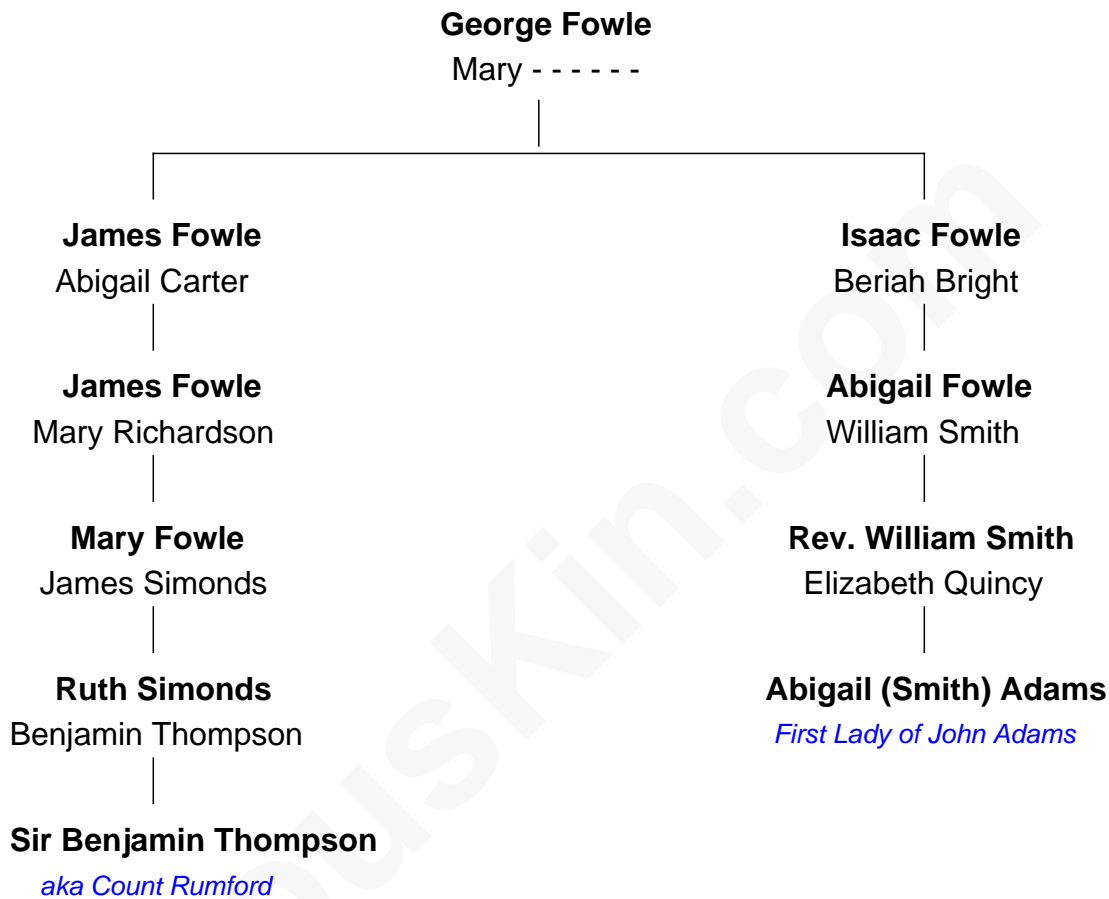 George Fowle
Mary - - - - - -
James Fowle
Abigail Carter
Isaac Fowle
Beriah Bright
James Fowle
Mary Richardson
Abigail Fowle
William Smith
Mary Fowle
James Simonds
Rev. William Smith
Elizabeth Quincy
Ruth Simonds
Benjamin Thompson
Abigail (Smith) Adams
First Lady of John Adams
Sir Benjamin Thompson
aka Count Rumford
ousKin.com